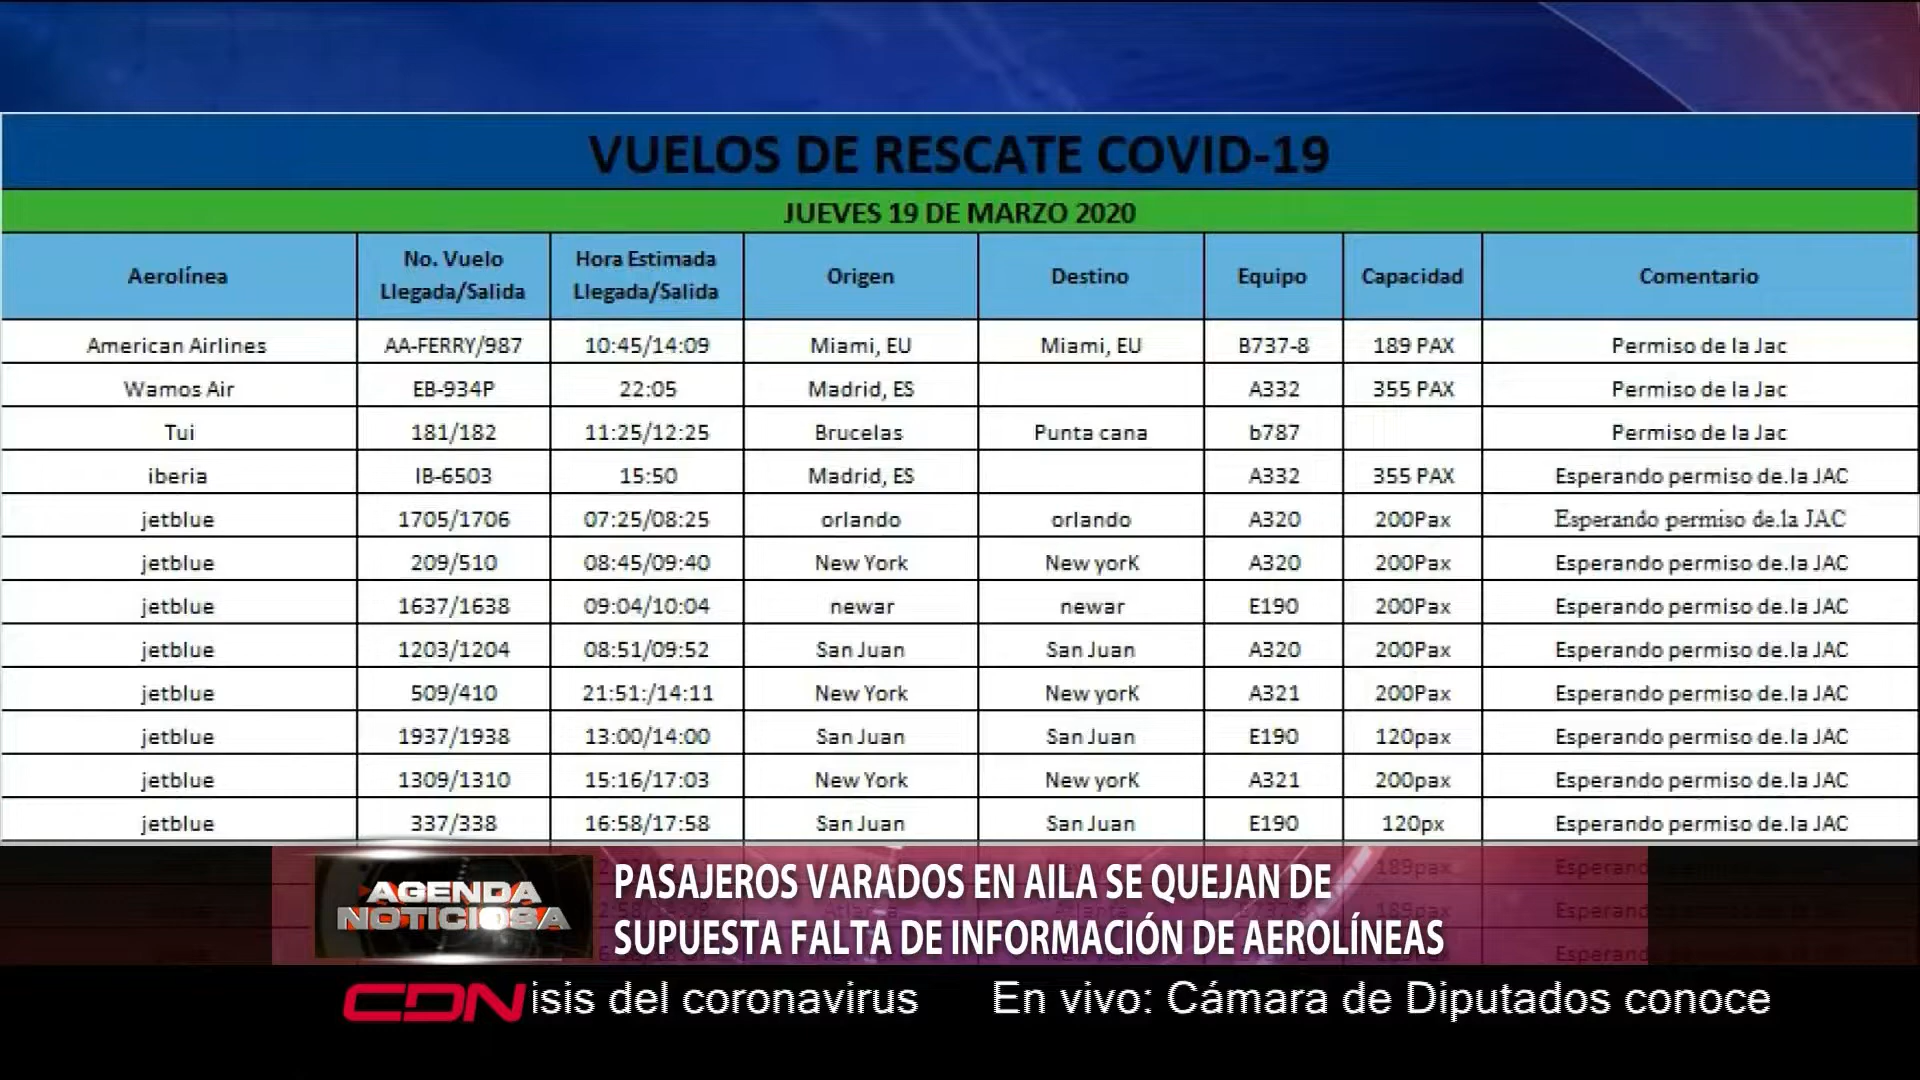 VUELOS DE RESCATE COVID-19
JUEVES 19 DE MARZO 2020
Aerolínea No. Vuelo Llegada/Salida Hora Estimada Llegada/Salida Origen Destino Equipo Capacidad Comentario
American Airlines AA-FERRY/987 10:45/14:09 Miami, EU Miami, EU B737-8 189 PAX Permiso de la Jac
Wamos Air EB-934P 22:05 Madrid, ES A332 355 PAX Permiso de la Jac
Tui 181/182 11:25/12:25 Brucelas Punta cana b787 Permiso de la Jac
iberia IB-6503 15:50 Madrid, ES A332 355 PAX Esperando permiso de.la JAC
jetblue 1705/1706 07:25/08:25 orlando orlando A320 200Pax Esperando permiso de.la JAC
jetblue 209/510 08:45/09:40 New York New yorK A320 200Pax Esperando permiso de.la JAC
jetblue 1637/1638 09:04/10:04 newar newar E190 200Pax Esperando permiso de.la JAC
jetblue 1203/1204 08:51/09:52 San Juan San Juan A320 200Pax Esperando permiso de.la JAC
jetblue 509/410 21:51:/14:11 New York New yorK A321 200Pax Esperando permiso de.la JAC
jetblue 1937/1938 13:00/14:00 San Juan San Juan E190 120pax Esperando permiso de.la JAC
jetblue 1309/1310 15:16/17:03 New York New yorK A321 200pax Esperando permiso de.la JAC
jetblue 337/338 16:58/17:58 San Juan San Juan E190 120px Esperando permiso de.la JAC
189pax Esperand
Atlanta Atlanta B737-8 189pax Esperand
Esperand
AGENDA
NOTICIOSA
PASAJEROS VARADOS EN AILA SE QUEJAN DE
SUPUESTA FALTA DE INFORMACIÓN DE AEROLÍNEAS
CDN isis del coronavirus En vivo: Cámara de Diputados conoce